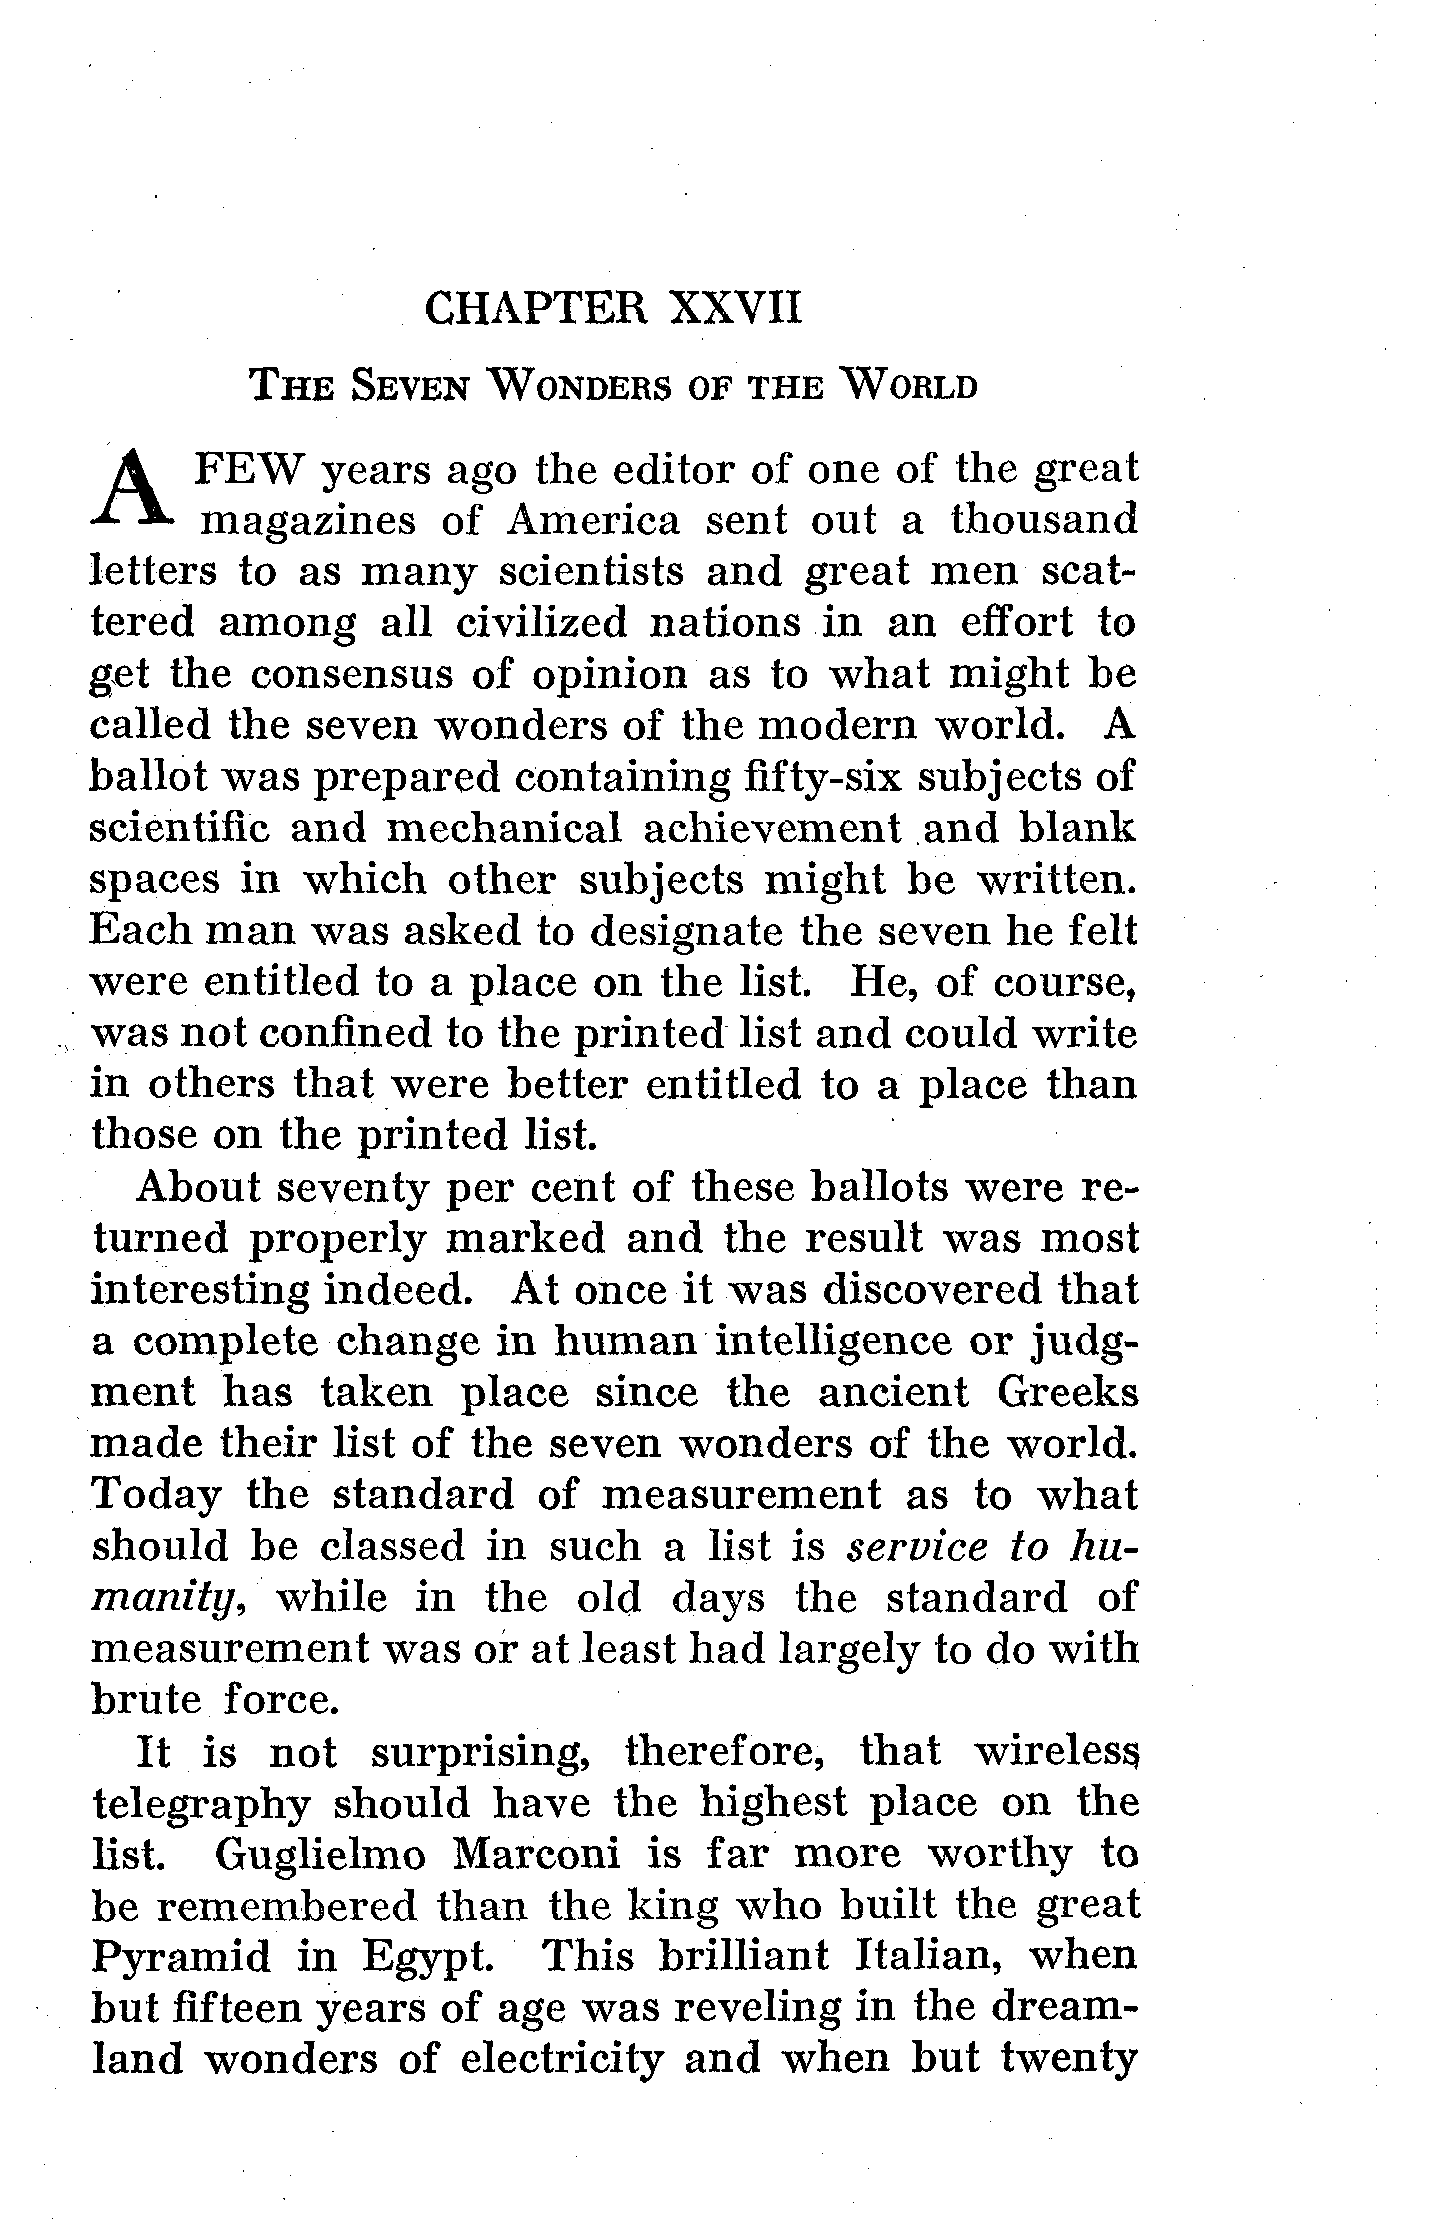 CHAPTER XXVII
THE SEVEN WONDERS OF THE WORLD
A FEW years ago the editor of one of the great
magazines of America sent out a thousand
letters to as many scientists and great men scat-
tered among all civilized nations in an effort to
get the consensus of opinion as to what might be
called the seven wonders of the modern world. A
ballot was prepared containing fifty-six subjects of
scientific and mechanical achievement and blank
spaces in which other subjects might be written.
Each man was asked to designate the seven he felt
were entitled to a place on the list. He, of course,
was not confined to the printed list and could write
in others that were better entitled to a place than
those on the printed list.
About seventy per cent of these ballots were re-
turned properly marked and the result was most
interesting indeed. At once it was discovered that
a complete change in human intelligence or judg-
ment has taken place since the ancient Greeks
made their list of the seven wonders of the world.
Today the standard of measurement as to what
should be classed in such a list is service to hu-
manity, while in the old days the standard of
measurement was or at least had largely to do with
brute force.
It is not surprising, therefore, that wireless
telegraphy should have the highest place on the
list. Guglielmo Marconi is far more worthy to
be remembered than the king who built the great
Pyramid in Egypt. This brilliant Italian, when
but fifteen years of age was reveling in the dream-
land wonders of electricity and when but twenty